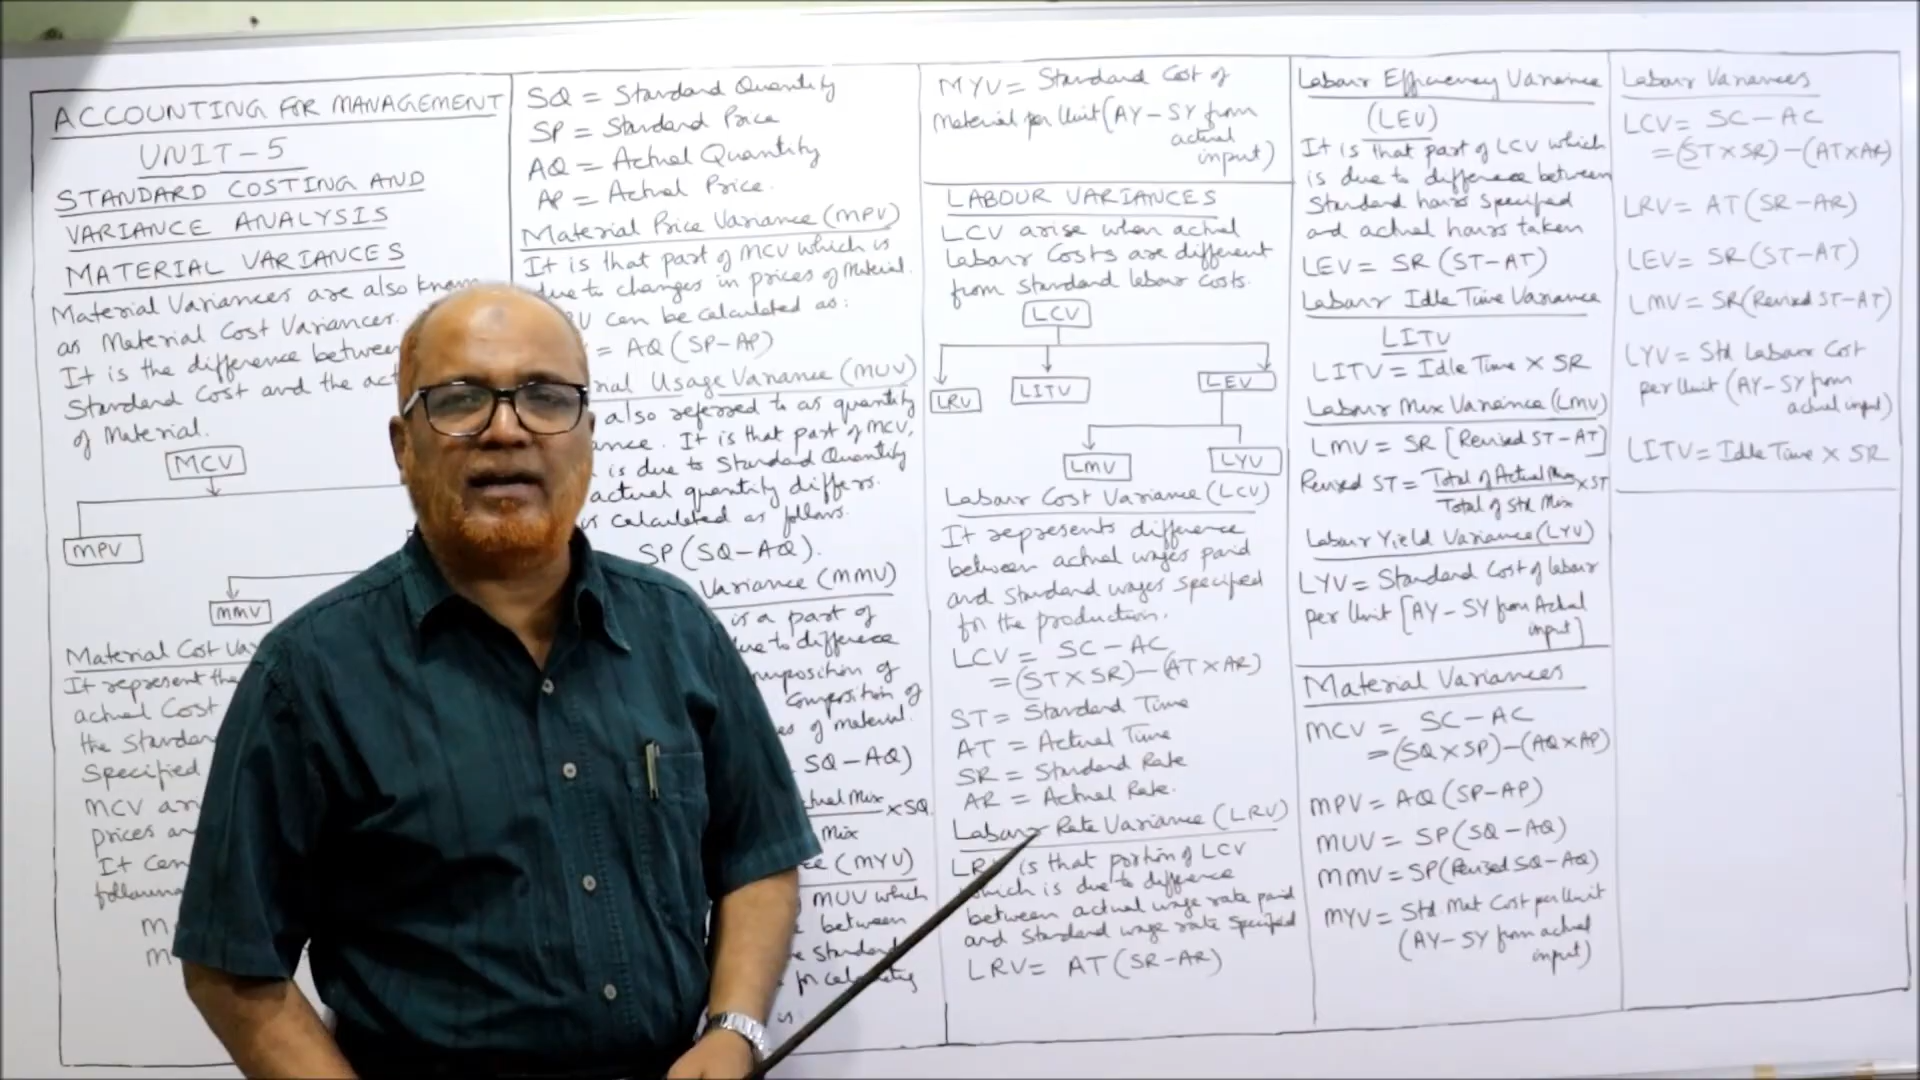 ACCOUNTING FOR MANAGEMENT
UNIT-5
STANDARD COSTING AND
VARIANCE ANALYSIS
MATERIAL VARIANCES
Material Variances are also known
as Material Cost Variances.
It is the difference between
Standard Cost and the
of Material.
MCV
MPV
MMV
Material Cost
It represent the
actual Cost
the Standard
Specified
MCV
prices
It can
following
SQ = Standard Quantity
SP = Standard Price
AQ = Actual Quantity
AP = Actual Price.
Material Price Variance (MPV)
It is that part of MCV which is
due to changes in prices of Material.
can be calculated as:
= AQ (SP-AP)
Usage Variance (MUV)
also referred to as quantity
It is that part of MCV,
is due to Standard Quantity
actual quantity differs.
calculated as follows.
SP (SQ-AQ).
Variance (MMV)
is a part of
due to difference
composition of
composition of
of material.
SQ-AQ)
Mix × SQ
Mix
(MYV)
MUV which
between
Standard
for calculating
is
MYV = Standard Cost of
Material per Unit (AY-SY from
actual
input)
LABOUR VARIANCES
LCV arise when actual
Labour Costs are different
from Standard labour costs.
LCV
LRV LITV LEV
LMV LYV
Labour Cost Variance (LCV)
It represents difference
between actual wages paid
and Standard wages specified
for the production.
LCV = SC-AC
= (ST×SR)-(AT×AR)
ST = Standard Time
AT = Actual Time
SR = Standard Rate
AR = Actual Rate.
Labour Rate Variance (LRV)
is that portion of LCV
which is due to difference
between actual wage rate paid
and Standard wage rate specified
LRV = AT (SR-AR)
Labour Efficiency Variance
(LEV)
It is that part of LCV which
is due to difference between
Standard hours specified
and actual hours taken
LEV = SR (ST-AT)
Labour Idle Time Variance
LITV
LITV = Idle Time × SR
Labour Mix Variance (LMV)
LMV = SR [Revised ST-AT]
Revised ST = Total of Actual Mix × ST
Total of Std Mix
Labour Yield Variance (LYV)
LYV = Standard Cost of labour
per Unit [AY-SY from Actual
input]
Material Variances
MCV = SC-AC
= (SQ×SP)-(AQ×AP)
MPV = AQ (SP-AP)
MUV = SP (SQ-AQ)
MMV = SP (Revised SQ-AQ)
MYV = Std Mat Cost per Unit
(AY-SY from actual
input)
Labour Variances
LCV = SC-AC
= (ST×SR)-(AT×AR)
LRV = AT (SR-AR)
LEV = SR (ST-AT)
LMV = SR (Revised ST-AT)
LYV = Std Labour Cost
per Unit (AY-SY from
actual input)
LITV = Idle Time × SR